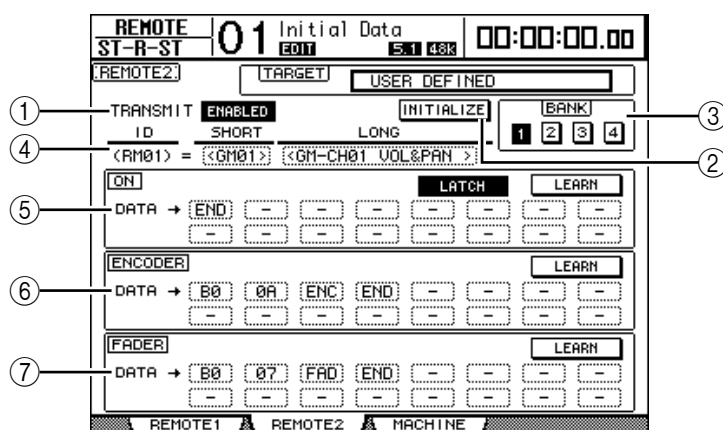 REMOTE
ST-R-ST
01
Initial Data
EDIT 5.1 48k
00:00:00.00
REMOTE2
TARGET USER DEFINED
① TRANSMIT ENABLED INITIALIZE BANK ③
1 2 3 4
ID SHORT LONG ②
④ (RM01) = <GM01> <GM-CH01 VOL&PAN >
ON LATCH LEARN
⑤ DATA → END - - - - - - -
- - - - - - - -
ENCODER LEARN
⑥ DATA → B0 0A ENC END - - - -
- - - - - - - -
FADER LEARN
⑦ DATA → B0 07 FAD END - - - -
- - - - - - - -
REMOTE1 REMOTE2 MACHINE